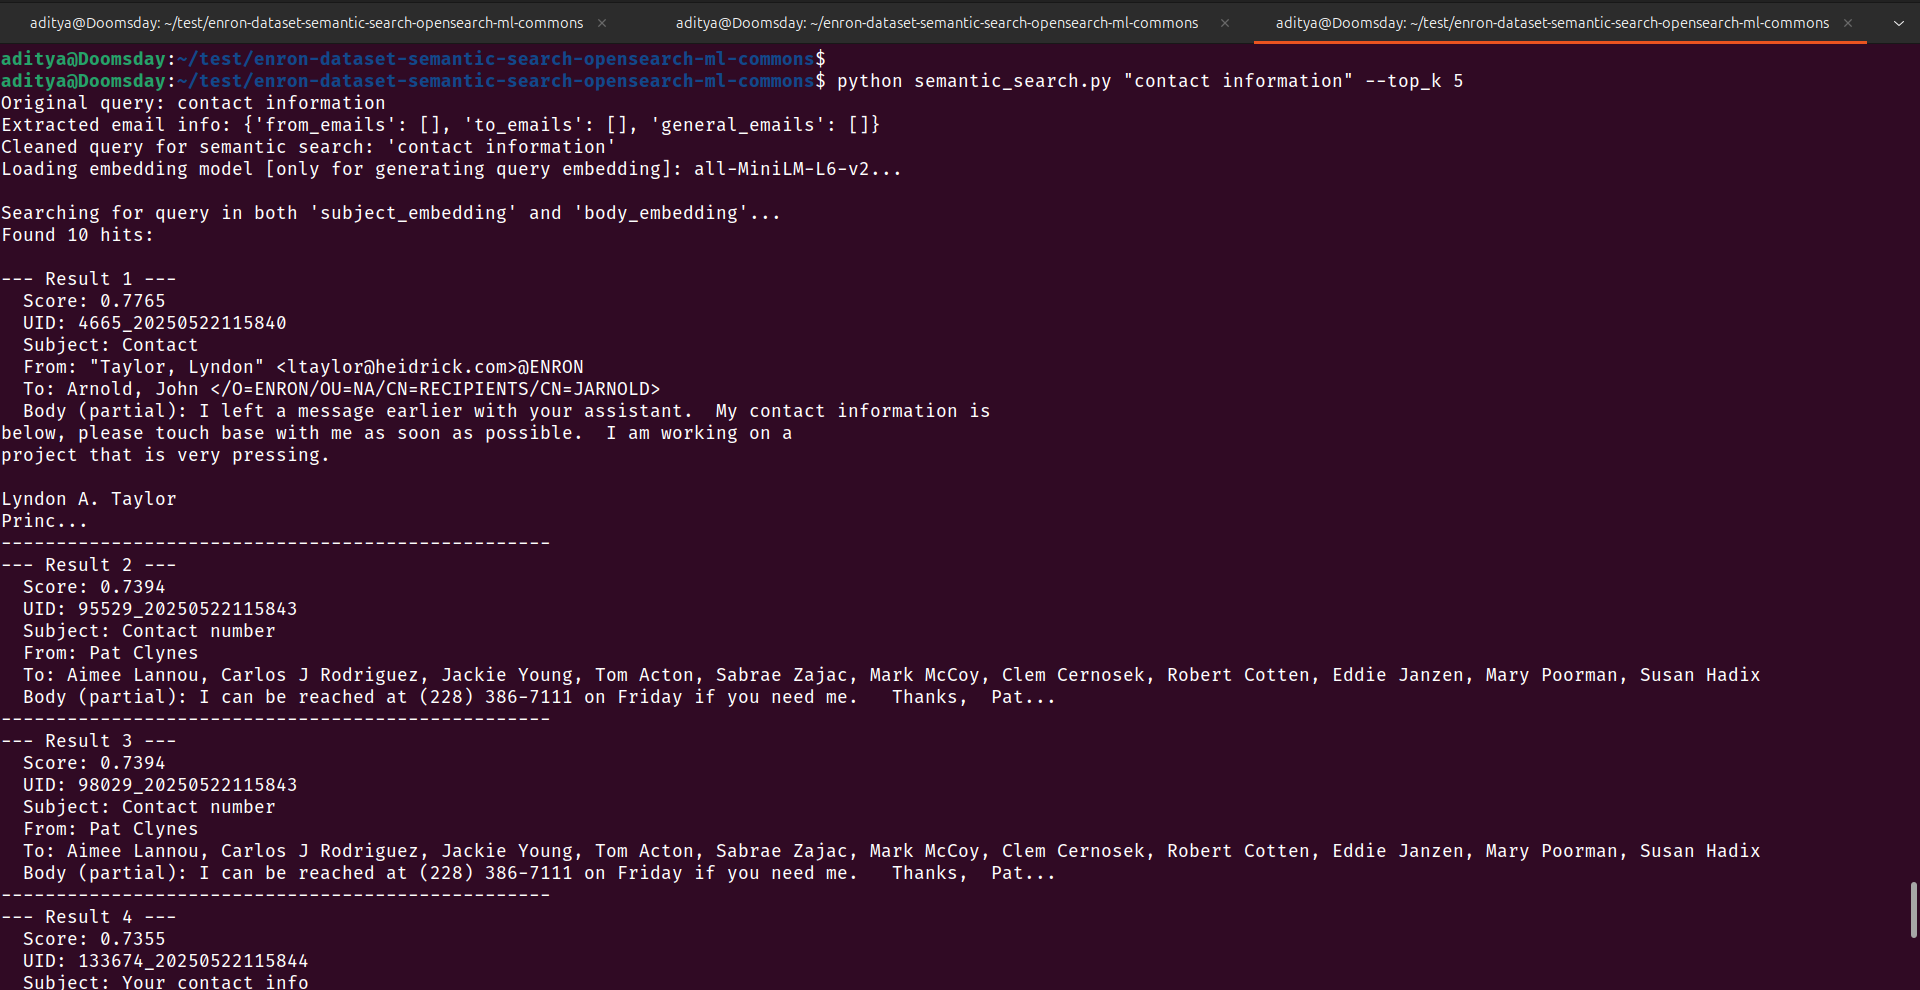 aditya@Doomsday: ~/test/enron-dataset-semantic-search-opensearch-ml-commons × aditya@Doomsday: ~/enron-dataset-semantic-search-opensearch-ml-commons × aditya@Doomsday: ~/test/enron-dataset-semantic-search-opensearch-ml-commons ×
aditya@Doomsday:~/test/enron-dataset-semantic-search-opensearch-ml-commons$
aditya@Doomsday:~/test/enron-dataset-semantic-search-opensearch-ml-commons$ python semantic_search.py "contact information" --top_k 5
Original query: contact information
Extracted email info: {'from_emails': [], 'to_emails': [], 'general_emails': []}
Cleaned query for semantic search: 'contact information'
Loading embedding model [only for generating query embedding]: all-MiniLM-L6-v2...
Searching for query in both 'subject_embedding' and 'body_embedding'...
Found 10 hits:
--- Result 1 ---
Score: 0.7765
UID: 4665_20250522115840
Subject: Contact
From: "Taylor, Lyndon" <ltaylor@heidrick.com>@ENRON
To: Arnold, John </O=ENRON/OU=NA/CN=RECIPIENTS/CN=JARNOLD>
Body (partial): I left a message earlier with your assistant.  My contact information is
below, please touch base with me as soon as possible.  I am working on a
project that is very pressing.
Lyndon A. Taylor
Princ...
--------------------------------------------------
--- Result 2 ---
Score: 0.7394
UID: 95529_20250522115843
Subject: Contact number
From: Pat Clynes
To: Aimee Lannou, Carlos J Rodriguez, Jackie Young, Tom Acton, Sabrae Zajac, Mark McCoy, Clem Cernosek, Robert Cotten, Eddie Janzen, Mary Poorman, Susan Hadix
Body (partial): I can be reached at (228) 386-7111 on Friday if you need me.   Thanks,  Pat...
--------------------------------------------------
--- Result 3 ---
Score: 0.7394
UID: 98029_20250522115843
Subject: Contact number
From: Pat Clynes
To: Aimee Lannou, Carlos J Rodriguez, Jackie Young, Tom Acton, Sabrae Zajac, Mark McCoy, Clem Cernosek, Robert Cotten, Eddie Janzen, Mary Poorman, Susan Hadix
Body (partial): I can be reached at (228) 386-7111 on Friday if you need me.   Thanks,  Pat...
--------------------------------------------------
--- Result 4 ---
Score: 0.7355
UID: 133674_20250522115844
Subject: Your contact info